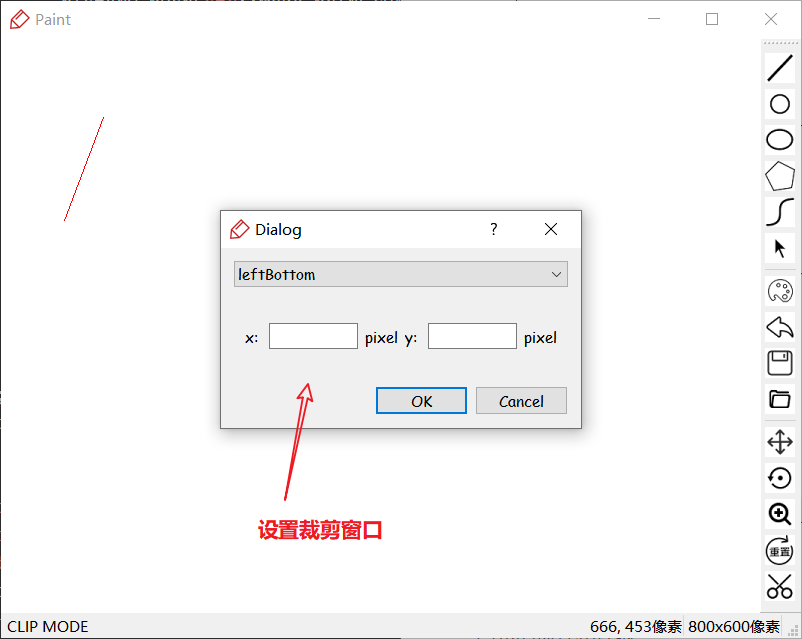 Paint
Dialog
?
leftBottom
x: pixel y: pixel
OK Cancel
设置裁剪窗口
重置
CLIP MODE 666, 453像素 800x600像素